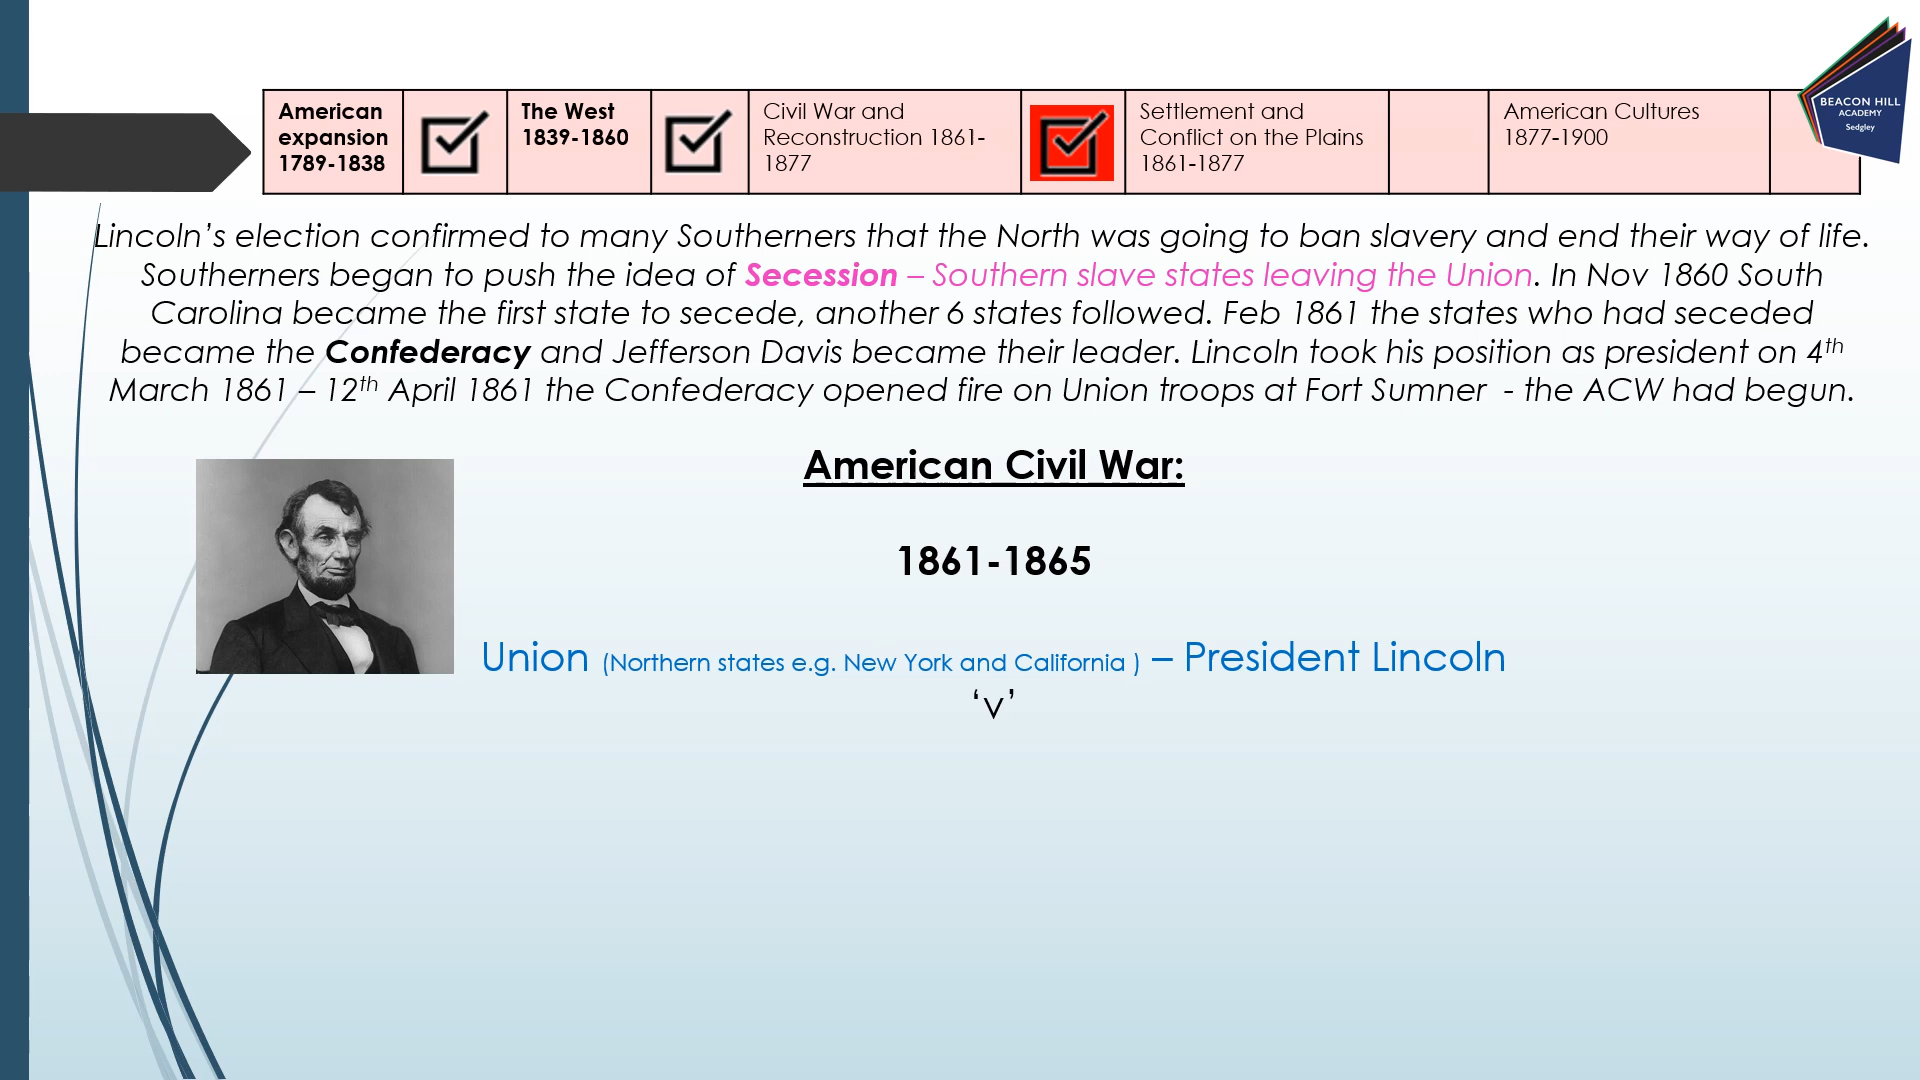 American
expansion
1789-1838
The West
1839-1860
Civil War and
Reconstruction 1861-
1877
Settlement and
Conflict on the Plains
1861-1877
American Cultures
1877-1900
BEACON HILL
ACADEMY
Sedgley
Lincoln’s election confirmed to many Southerners that the North was going to ban slavery and end their way of life.
Southerners began to push the idea of Secession – Southern slave states leaving the Union. In Nov 1860 South
Carolina became the first state to secede, another 6 states followed. Feb 1861 the states who had seceded
became the Confederacy and Jefferson Davis became their leader. Lincoln took his position as president on 4th
March 1861 – 12th April 1861 the Confederacy opened fire on Union troops at Fort Sumner - the ACW had begun.
American Civil War:
1861-1865
Union (Northern states e.g. New York and California ) – President Lincoln
‘v’